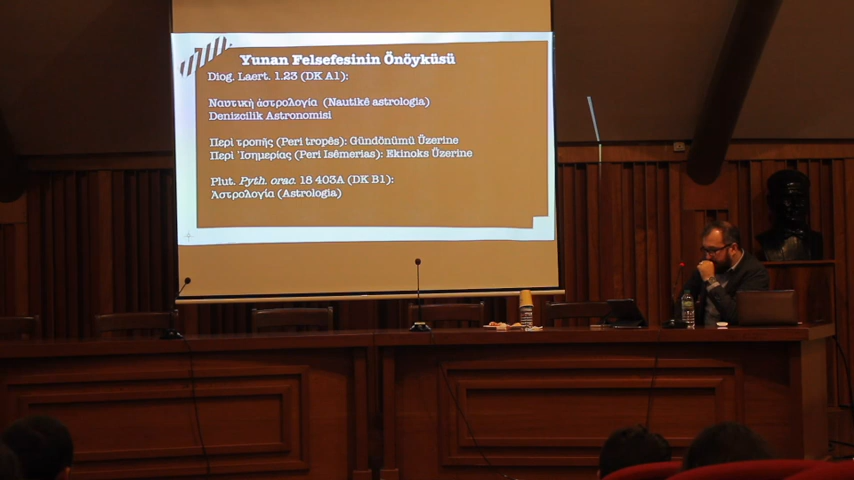 Yunan Felsefesinin Önöyküsü
Diog. Laert. 1.23 (DK A1):
Ναυτικὴ ἀστρολογία (Nautikê astrologia)
Denizcilik Astronomisi
Περὶ τροπῆς (Peri tropês): Gündönümü Üzerine
Περὶ Ἰσημερίας (Peri Isêmerias): Ekinoks Üzerine
Plut. Pyth. orac. 18 403A (DK B1):
Ἀστρολογία (Astrologia)